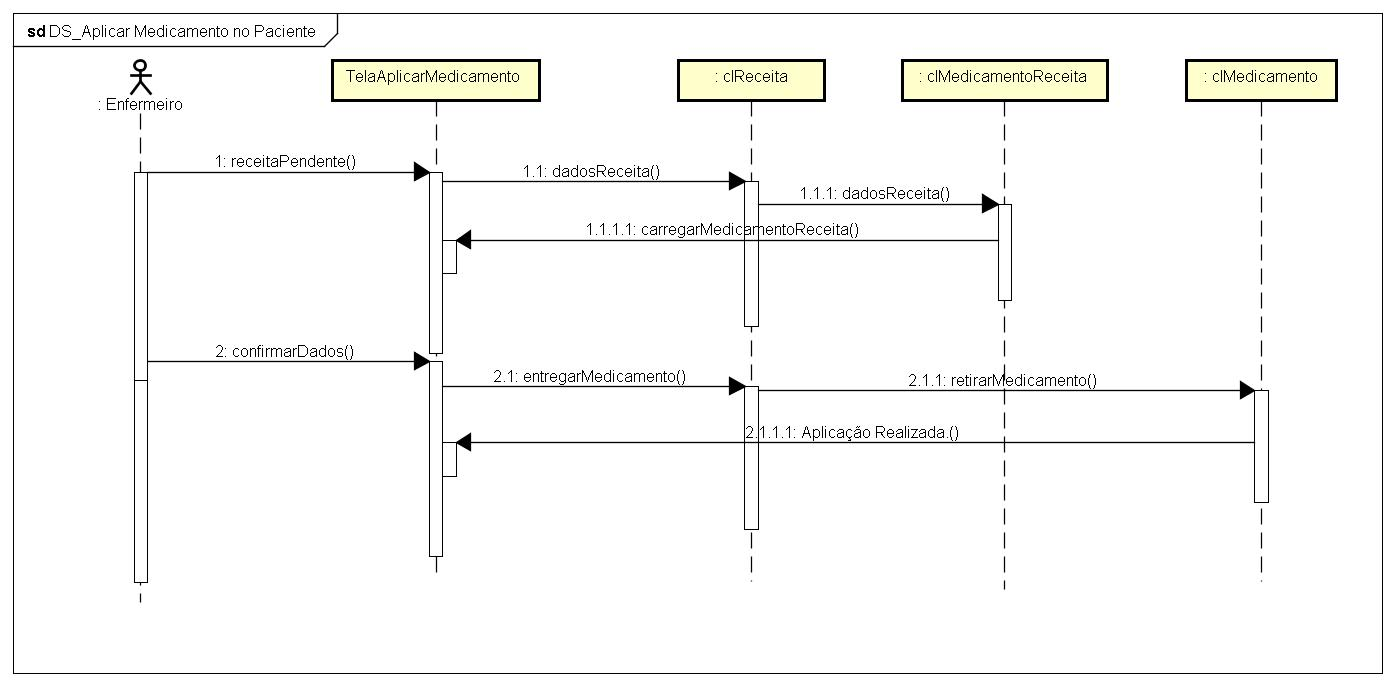 sd DS_Aplicar Medicamento no Paciente
: Enfermeiro
TelaAplicarMedicamento
: clReceita
: clMedicamentoReceita
: clMedicamento
1: receitaPendente()
1.1: dadosReceita()
1.1.1: dadosReceita()
1.1.1.1: carregarMedicamentoReceita()
2: confirmarDados()
2.1: entregarMedicamento()
2.1.1: retirarMedicamento()
2.1.1.1: Aplicação Realizada.()